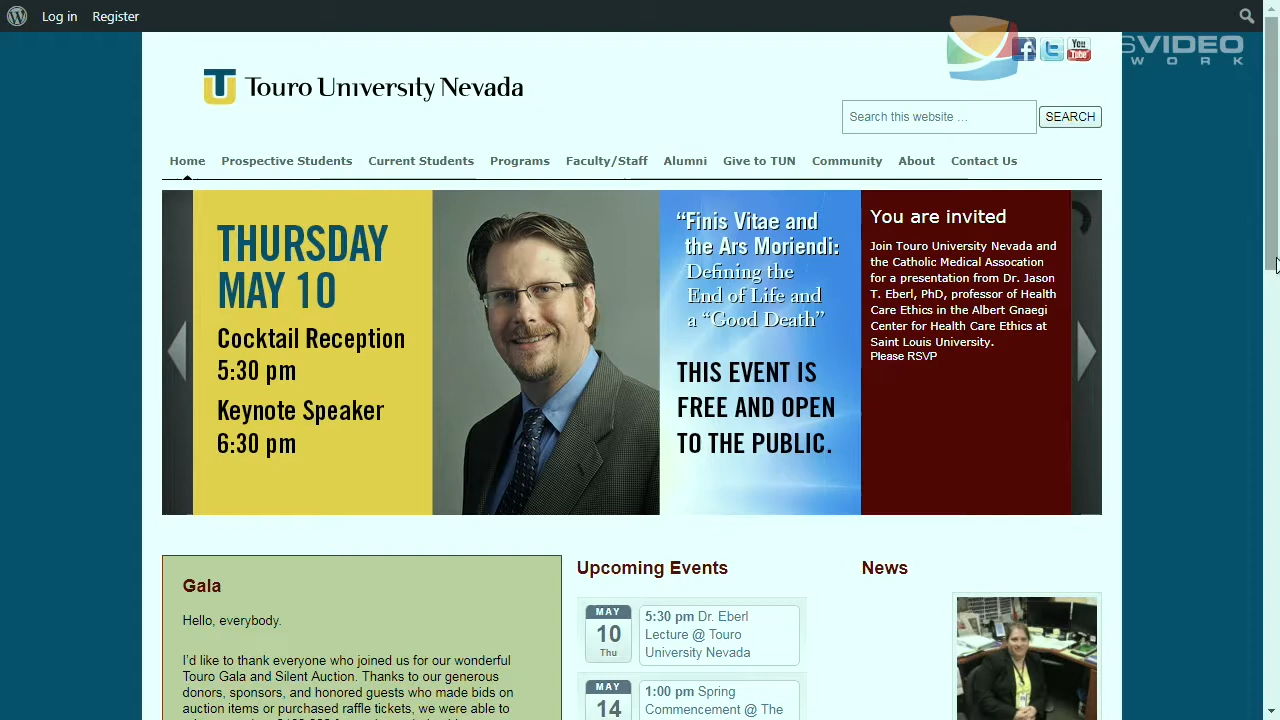 Log in Register
SVIDEO
WORK
Touro University Nevada
You Tube
Search this website ... SEARCH
Home Prospective Students Current Students Programs Faculty/Staff Alumni Give to TUN Community About Contact Us
THURSDAY
MAY 10
Cocktail Reception
5:30 pm
Keynote Speaker
6:30 pm
“Finis Vitae and
the Ars Moriendi:
Defining the
End of Life and
a “Good Death”
THIS EVENT IS
FREE AND OPEN
TO THE PUBLIC.
You are invited
Join Touro University Nevada and
the Catholic Medical Assocation
for a presentation from Dr. Jason
T. Eberl, PhD, professor of Health
Care Ethics in the Albert Gnaegi
Center for Health Care Ethics at
Saint Louis University.
Please RSVP
Gala
Hello, everybody.
I’d like to thank everyone who joined us for our wonderful
Touro Gala and Silent Auction. Thanks to our generous
donors, sponsors, and honored guests who made bids on
auction items or purchased raffle tickets, we were able to
Upcoming Events
MAY
10
Thu
5:30 pm Dr. Eberl
Lecture @ Touro
University Nevada
MAY
14
1:00 pm Spring
Commencement @ The
News